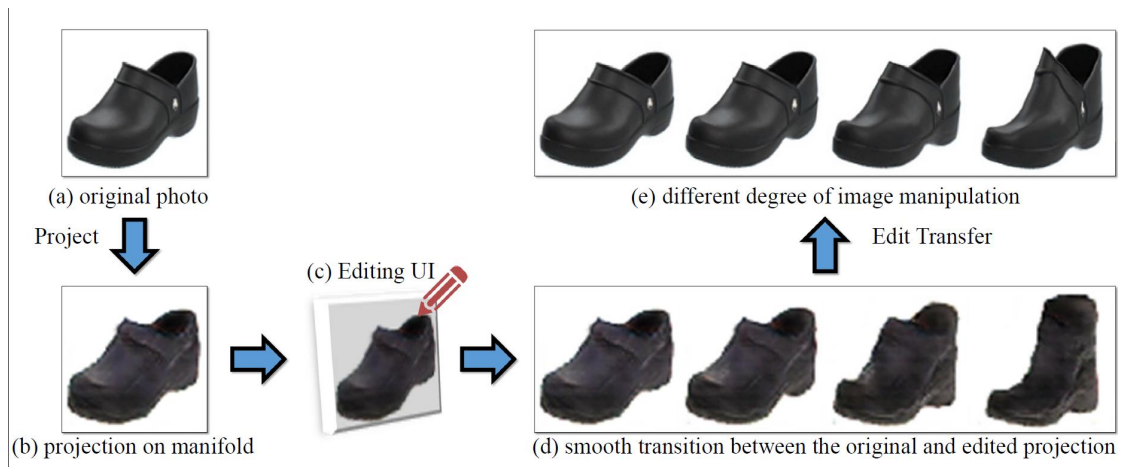 (a) original photo
Project
(b) projection on manifold
(c) Editing UI
(d) smooth transition between the original and edited projection
Edit Transfer
(e) different degree of image manipulation